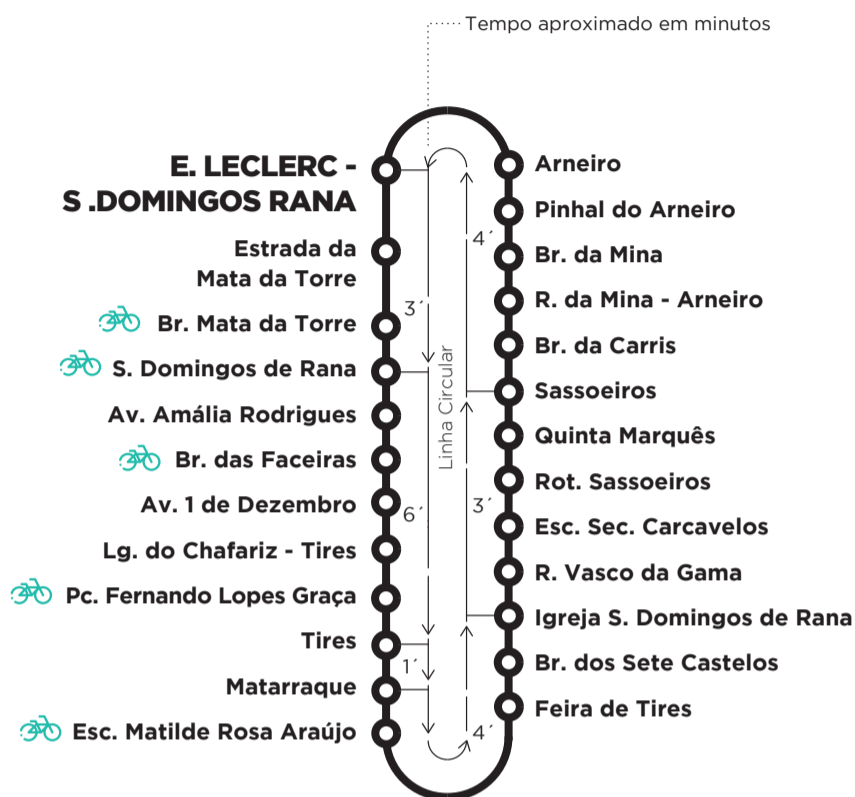 Tempo aproximado em minutos
E. LECLERC -
S .DOMINGOS RANA
Estrada da
Mata da Torre
Br. Mata da Torre
S. Domingos de Rana
Av. Amália Rodrigues
Br. das Faceiras
Av. 1 de Dezembro
Lg. do Chafariz - Tires
Pc. Fernando Lopes Graça
Tires
Matarraque
Esc. Matilde Rosa Araújo
3´
6´
1´
Linha Circular
4´
3´
4´
Arneiro
Pinhal do Arneiro
Br. da Mina
R. da Mina - Arneiro
Br. da Carris
Sassoeiros
Quinta Marquês
Rot. Sassoeiros
Esc. Sec. Carcavelos
R. Vasco da Gama
Igreja S. Domingos de Rana
Br. dos Sete Castelos
Feira de Tires